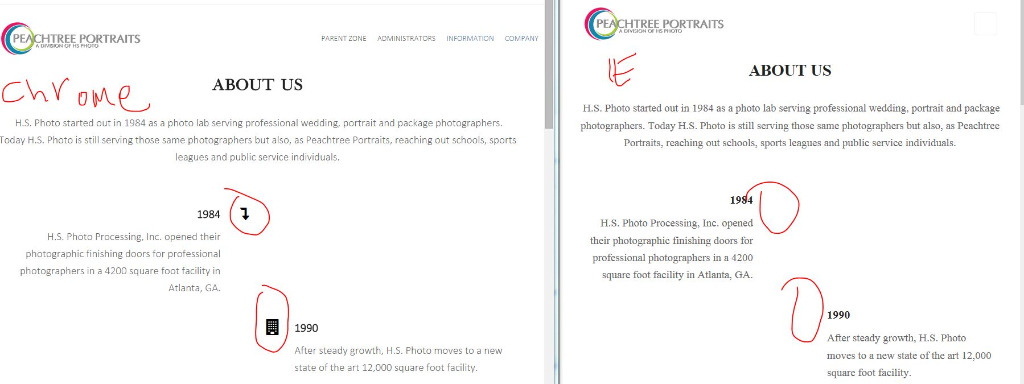 PEACHTREE PORTRAITS
A DIVISION OF HS PHOTO
PARENT ZONE ADMINISTRATORS INFORMATION COMPANY
Chrome
ABOUT US
H.S. Photo started out in 1984 as a photo lab serving professional wedding, portrait and package photographers.
Today H.S. Photo is still serving those same photographers but also, as Peachtree Portraits, reaching out schools, sports
leagues and public service individuals.
1984
H.S. Photo Processing, Inc. opened their
photographic finishing doors for professional
photographers in a 4200 square foot facility in
Atlanta, GA.
1990
After steady growth, H.S. Photo moves to a new
state of the art 12,000 square foot facility.
PEACHTREE PORTRAITS
A DIVISION OF HS PHOTO
IE
ABOUT US
H.S. Photo started out in 1984 as a photo lab serving professional wedding, portrait and package
photographers. Today H.S. Photo is still serving those same photographers but also, as Peachtree
Portraits, reaching out schools, sports leagues and public service individuals.
1984
H.S. Photo Processing, Inc. opened
their photographic finishing doors for
professional photographers in a 4200
square foot facility in Atlanta, GA.
1990
After steady growth, H.S. Photo
moves to a new state of the art 12,000
square foot facility.